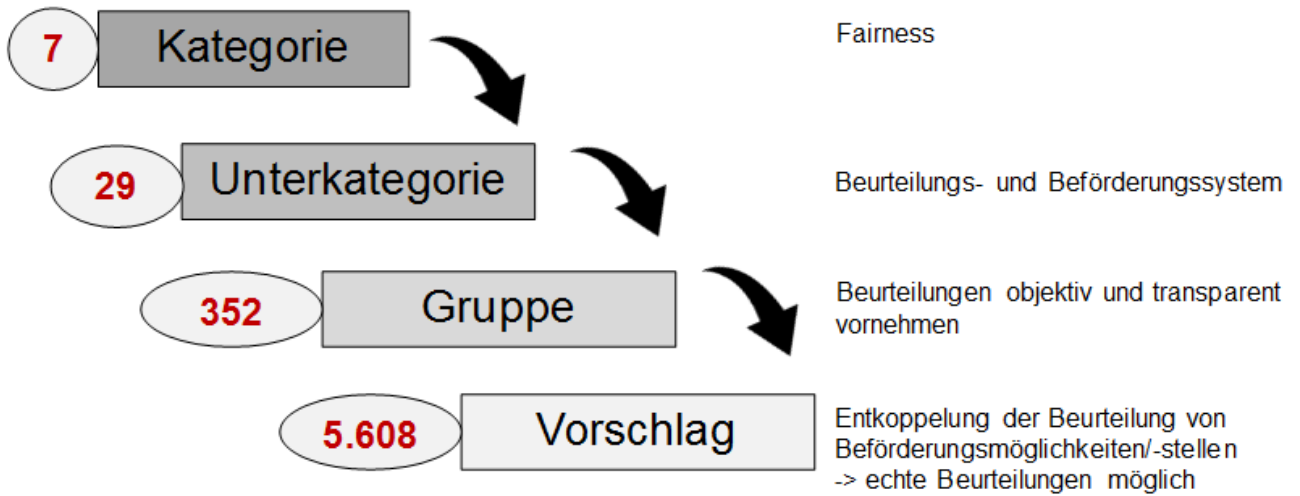 7 Kategorie Fairness
29 Unterkategorie Beurteilungs- und Beförderungssystem
352 Gruppe Beurteilungen objektiv und transparent
vornehmen
5.608 Vorschlag Entkoppelung der Beurteilung von
Beförderungsmöglichkeiten/-stellen
-> echte Beurteilungen möglich